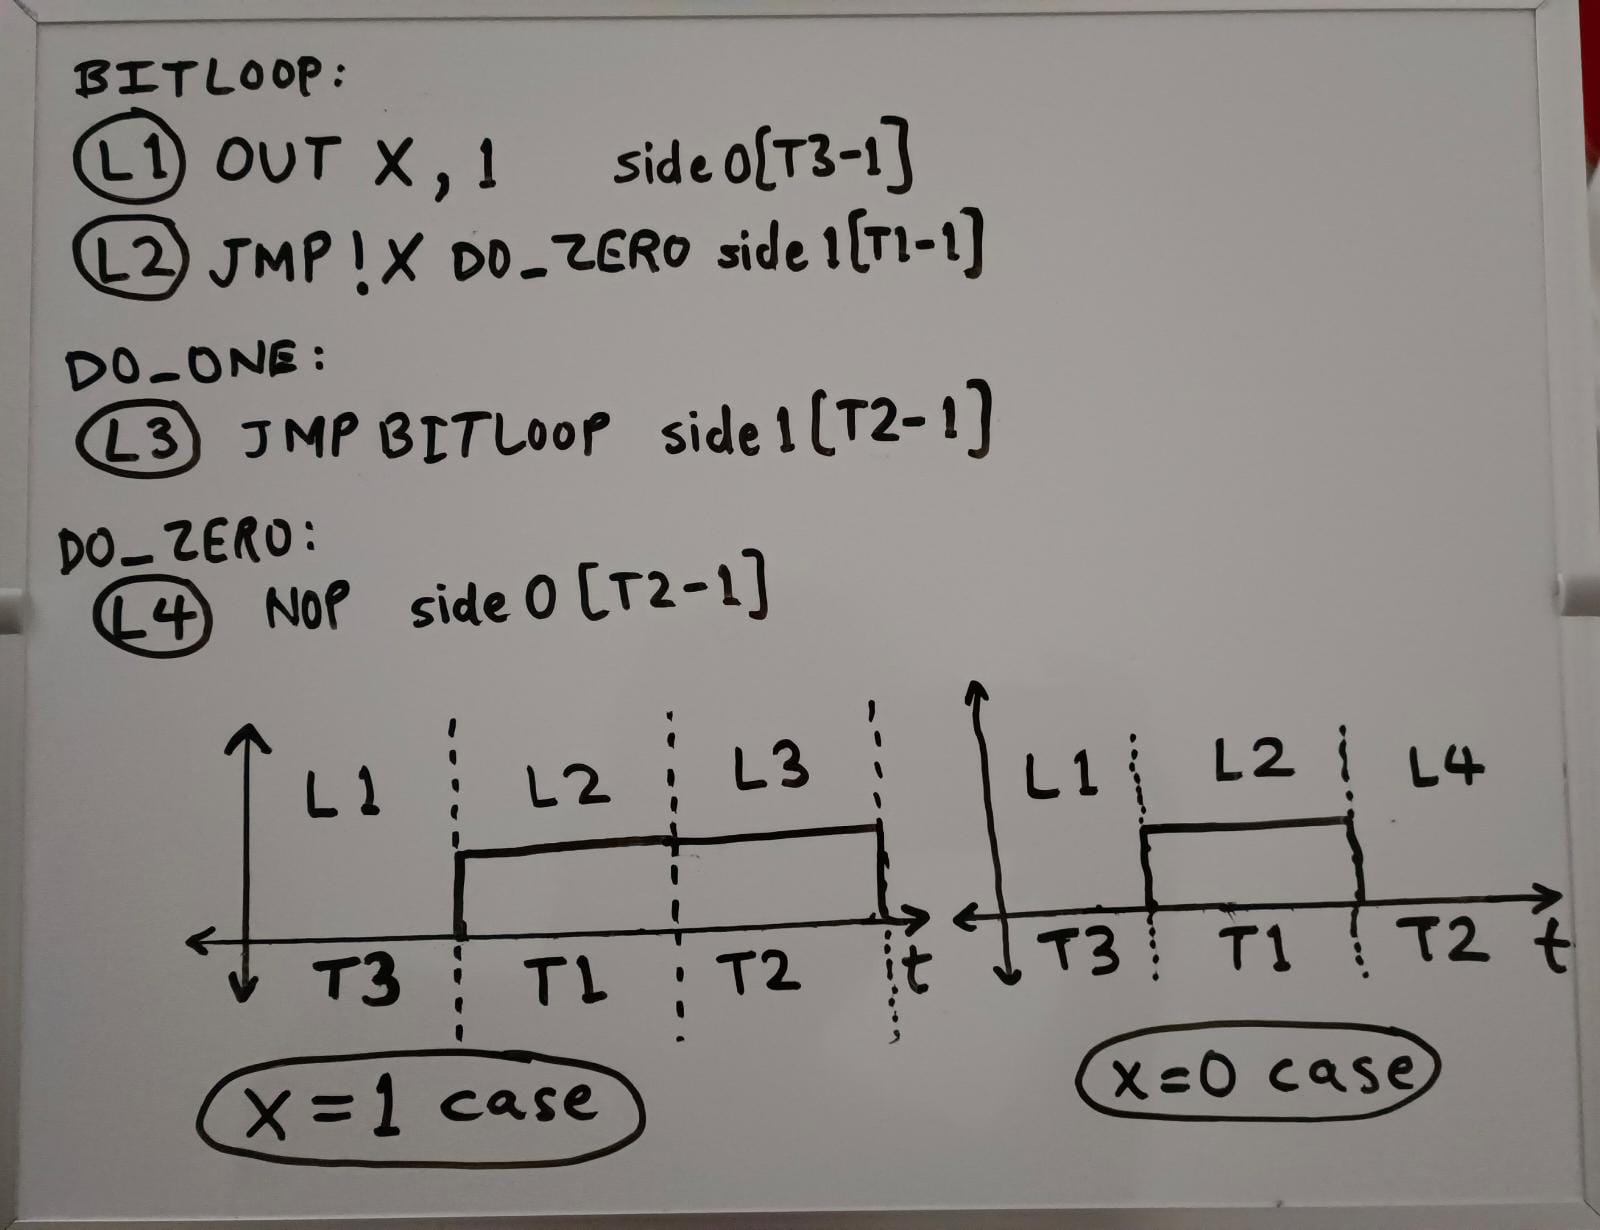 BITLOOP:
L1 OUT X, 1 side 0[T3-1]
L2 JMP !X DO_ZERO side 1[T1-1]
DO_ONE:
L3 JMP BITLOOP side 1[T2-1]
DO_ZERO:
L4 NOP side 0 [T2-1]
L1 L2 L3
T3 T1 T2 t
X=1 case
L1 L2 L4
T3 T1 T2 t
X=0 case